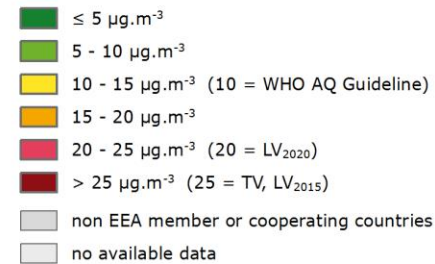 ≤ 5 µg.m⁻³
5 - 10 µg.m⁻³
10 - 15 µg.m⁻³ (10 = WHO AQ Guideline)
15 - 20 µg.m⁻³
20 - 25 µg.m⁻³ (20 = LV₂₀₂₀)
> 25 µg.m⁻³ (25 = TV, LV₂₀₁₅)
non EEA member or cooperating countries
no available data